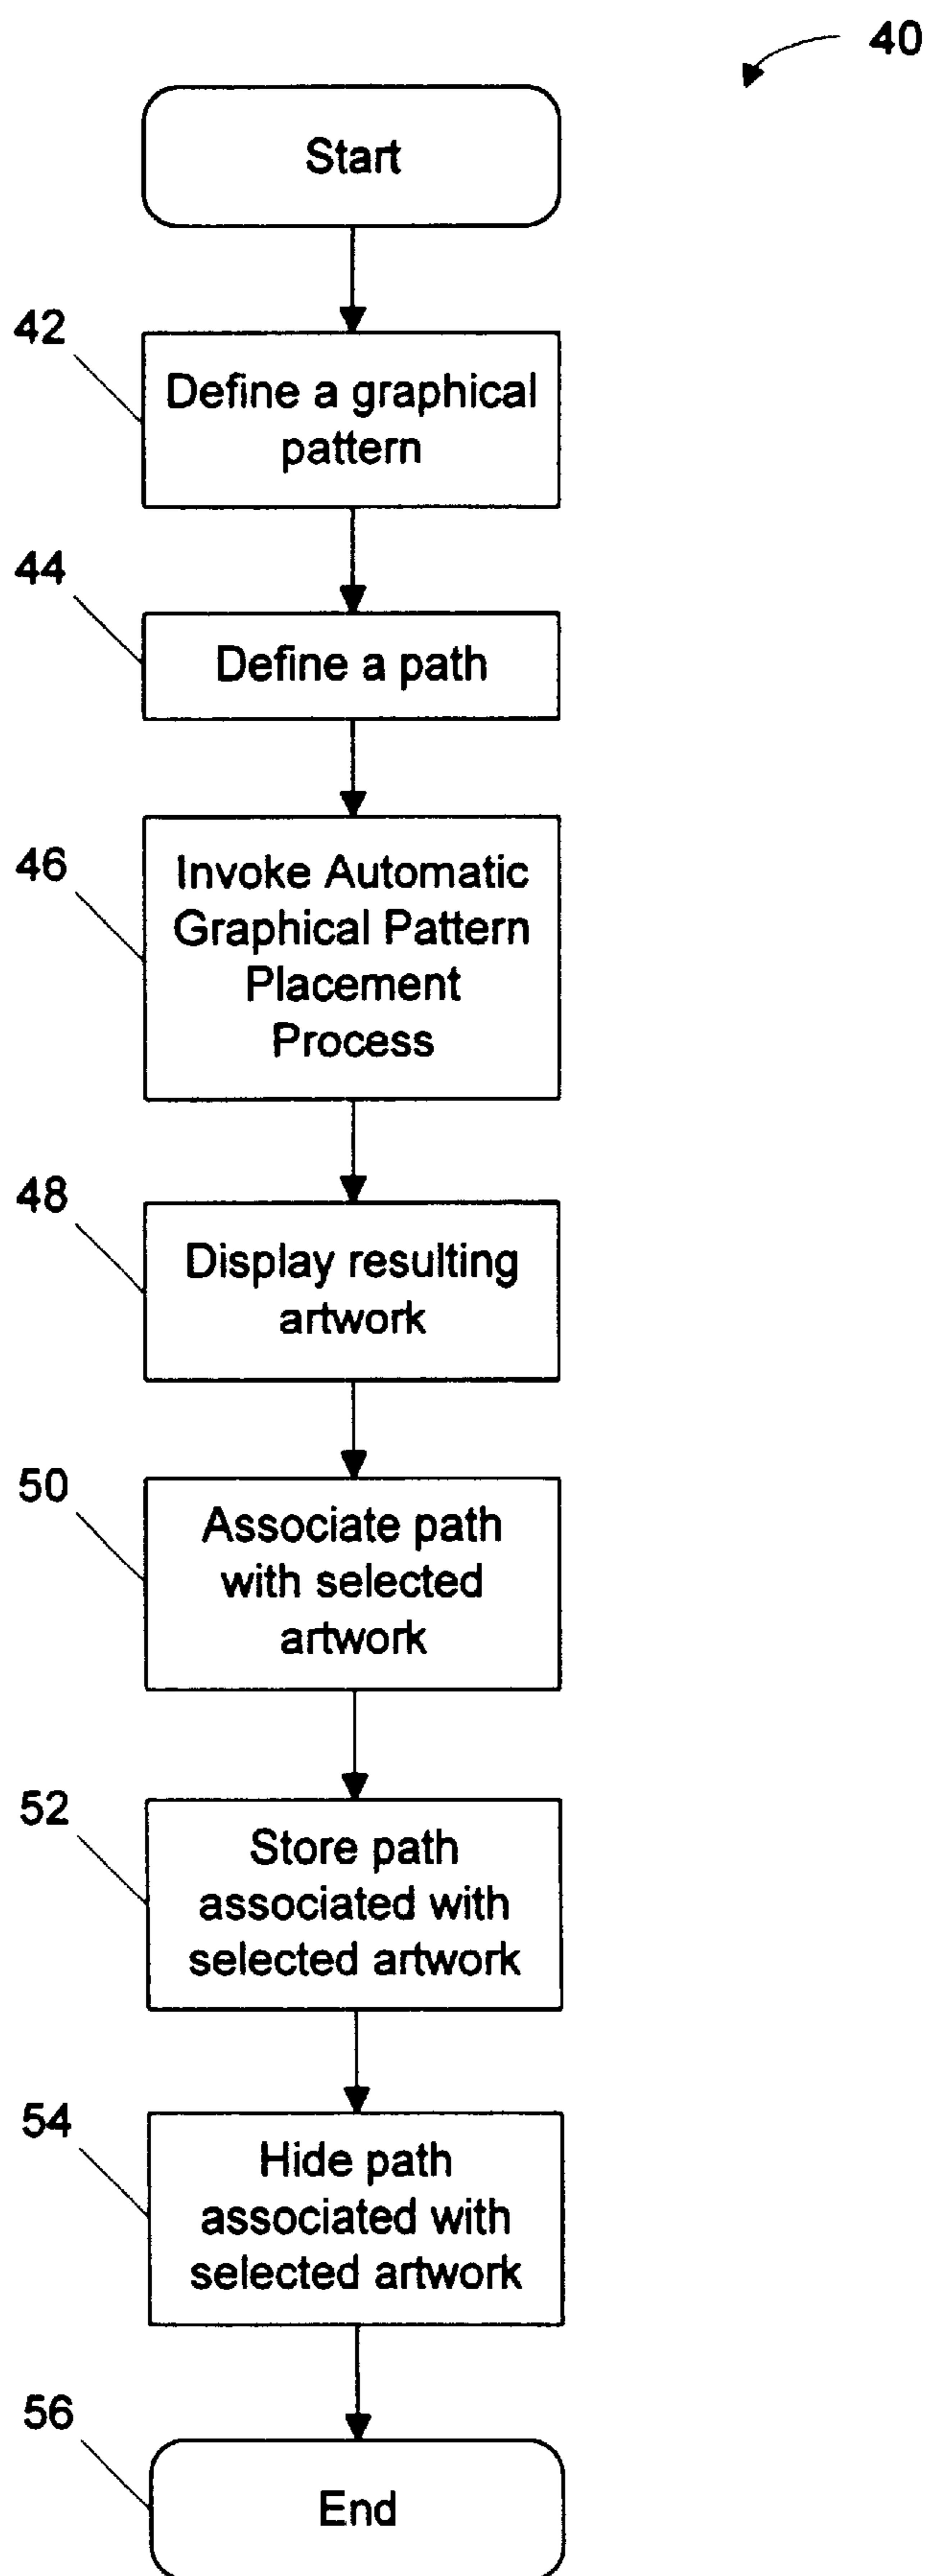 40
Start
42
Define a graphical
pattern
44
Define a path
46
Invoke Automatic
Graphical Pattern
Placement
Process
48
Display resulting
artwork
50
Associate path
with selected
artwork
52
Store path
associated with
selected artwork
54
Hide path
associated with
selected artwork
56
End